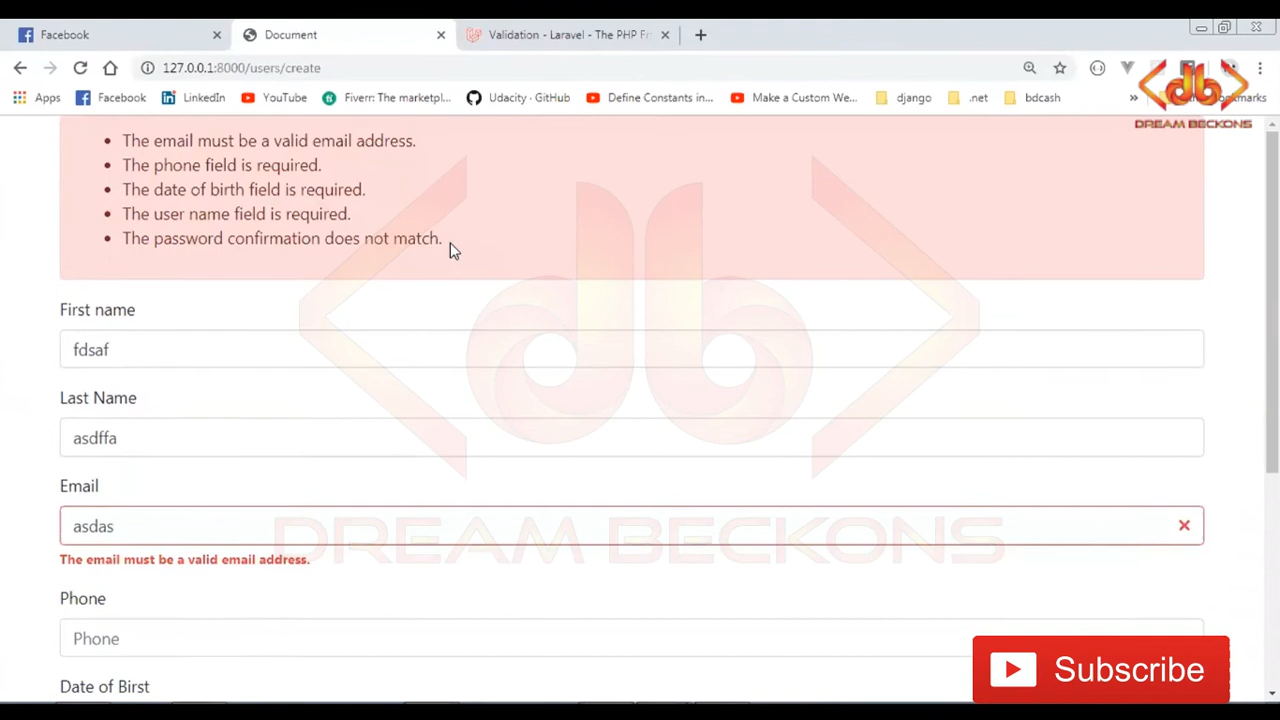 Facebook
Document
Validation - Laravel - The PHP Fr
127.0.0.1:8000/users/create
Apps
Facebook
LinkedIn
YouTube
Fiverr: The marketpl...
Udacity · GitHub
Define Constants in...
Make a Custom We...
django
.net
bdcash
»
db
DREAM BECKONS
• The email must be a valid email address.
• The phone field is required.
• The date of birth field is required.
• The user name field is required.
• The password confirmation does not match.
First name
fdsaf
Last Name
asdffa
Email
asdas
The email must be a valid email address.
db
DREAM BECKONS
Phone
Phone
Date of Birst
Subscribe